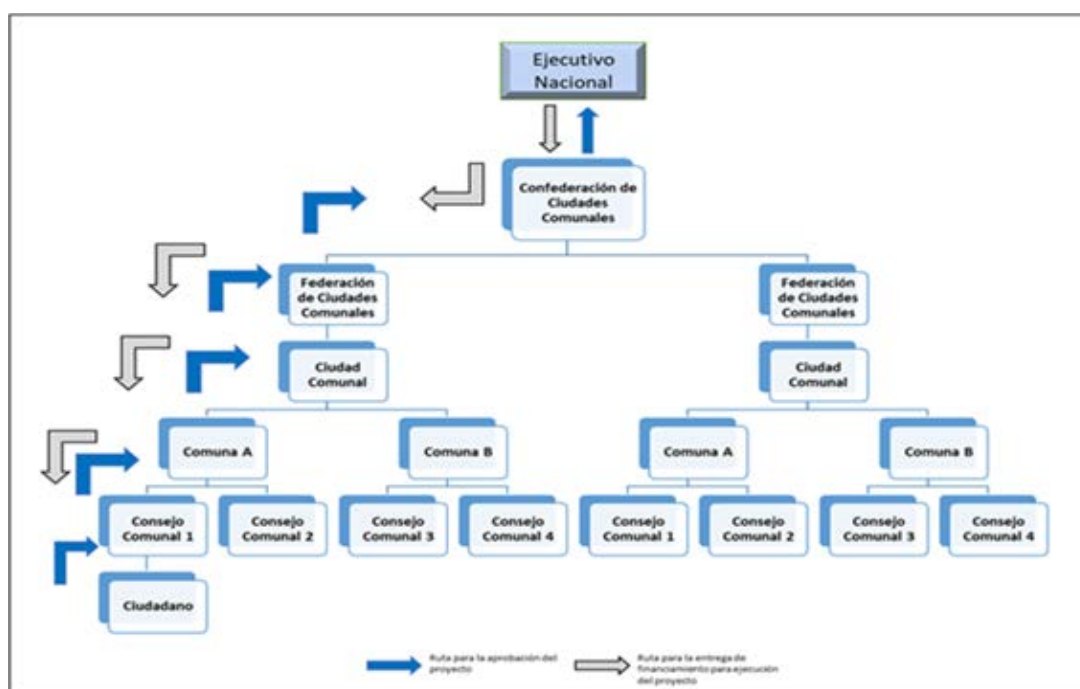 Ejecutivo
Nacional
Confederación de
Ciudades
Comunales
Federación
de Ciudades
Comunales
Federación
de Ciudades
Comunales
Ciudad
Comunal
Ciudad
Comunal
Comuna A
Comuna B
Comuna A
Comuna B
Consejo
Comunal 1
Consejo
Comunal 2
Consejo
Comunal 3
Consejo
Comunal 4
Consejo
Comunal 1
Consejo
Comunal 2
Consejo
Comunal 3
Consejo
Comunal 4
Ciudadano
Ruta para la aprobación del
proyecto
Ruta para la entrega de
financiamiento para ejecución
del proyecto